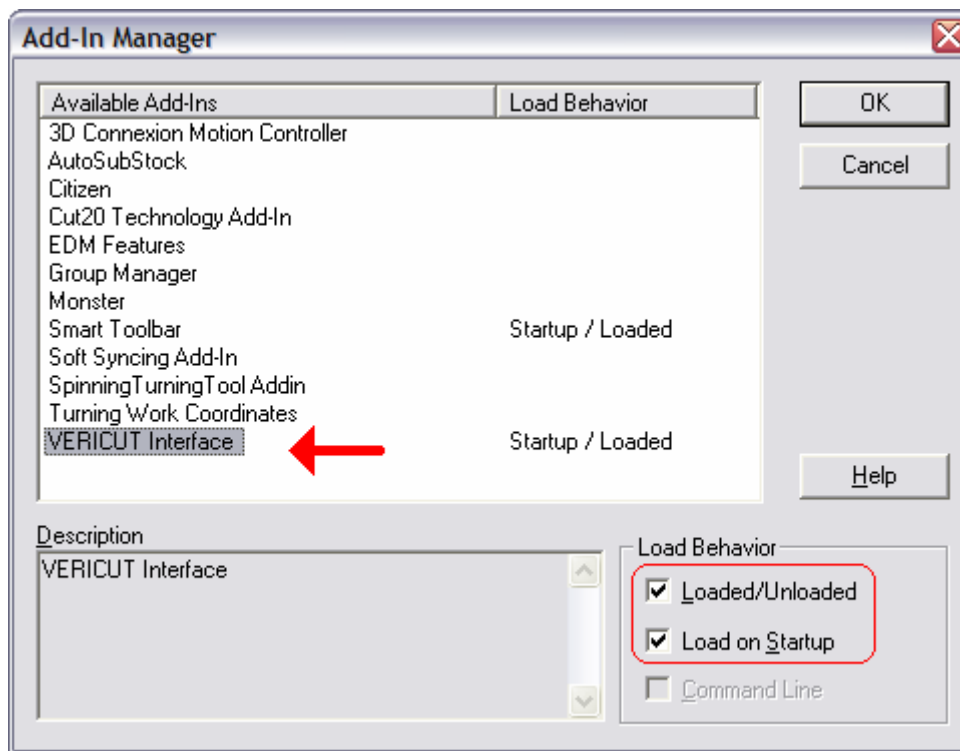 Add-In Manager
Available Add-Ins Load Behavior
3D Connexion Motion Controller
AutoSubStock
Citizen
Cut20 Technology Add-In
EDM Features
Group Manager
Monster
Smart Toolbar Startup / Loaded
Soft Syncing Add-In
SpinningTurningTool Addin
Turning Work Coordinates
VERICUT Interface Startup / Loaded
OK
Cancel
Help
Description
VERICUT Interface
Load Behavior
Loaded/Unloaded
Load on Startup
Command Line